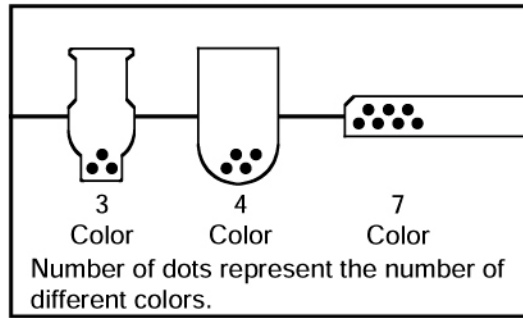 3 4 7
Color Color Color
Number of dots represent the number of
different colors.